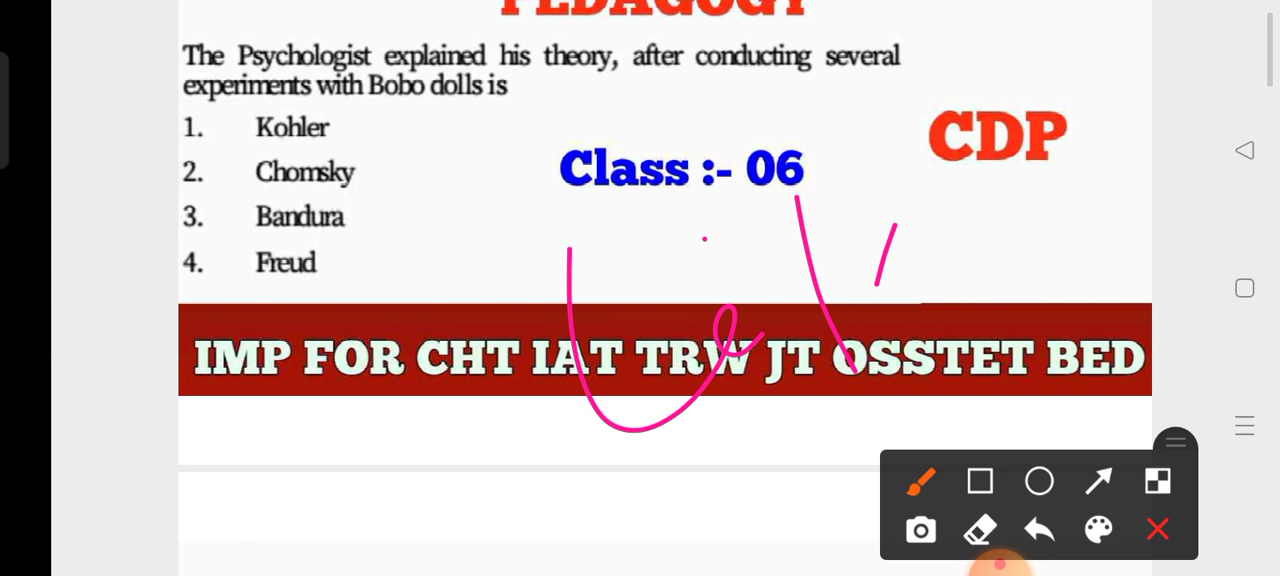 PEDAGOGY
The Psychologist explained his theory, after conducting several
experiments with Bobo dolls is
1. Kohler
2. Chomsky
3. Bandura
4. Freud
CDP
Class :- 06
IMP FOR CHT IAT TRW JT OSSTET BED